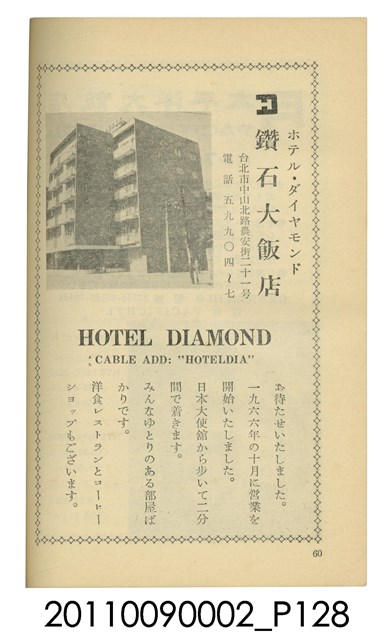 ホテル・ダイヤモンド
鑽石大飯店
台北市中山北路農安街二十一号
電話 五九九〇四~七
HOTEL DIAMOND
CABLE ADD: "HOTELDIA"
お待たせいたしました。
一九六六年の十月に営業を
開始いたしました。
日本大使館から歩いて二分
間で着きます。
みんなゆとりのある部屋ば
かりです。
洋食レストランとコーヒー
ショップもございます。
60
20110090002_P128